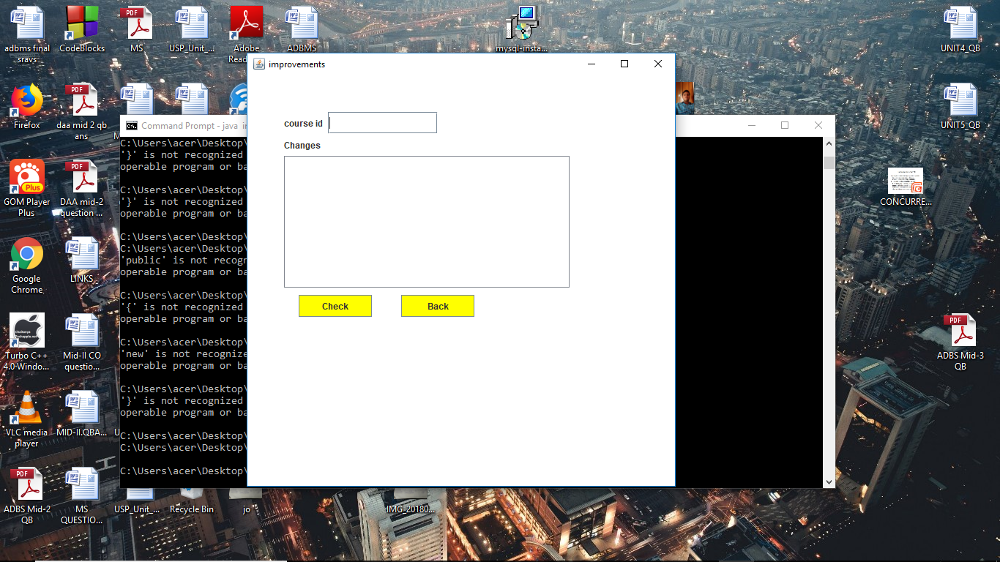 adbms final
sravs
CodeBlocks
MS
USP_Unit_...
Adobe
Read
ADBMS
mysql-insta...
UNIT4_QB
improvements
Firefox
daa mid 2 qb
ans
UNIT5_QB
Command Prompt - java
course id
Changes
Check
Back
C:\Users\acer\Desktop\
'}' is not recognized
operable program or ba
C:\Users\acer\Desktop\
'}' is not recognized
operable program or ba
C:\Users\acer\Desktop\
C:\Users\acer\Desktop\
'public' is not recogn
operable program or ba
C:\Users\acer\Desktop\
'{' is not recognized
operable program or ba
C:\Users\acer\Desktop\
'new' is not recognize
operable program or ba
C:\Users\acer\Desktop\
'}' is not recognized
operable program or ba
C:\Users\acer\Desktop\
C:\Users\acer\Desktop\
C:\Users\acer\Desktop\
GOM Player
Plus
DAA mid-2
question ...
CONCURRE...
Google
Chrome
LINKS
Turbo C++
4.0 Windo...
Mid-II CO
questio...
ADBS Mid-3
QB
VLC media
player
MID-II.QBA...
ADBS Mid-2
QB
MS
QUESTIO...
USP_Unit_...
Recycle Bin
jo
IMG_20180...